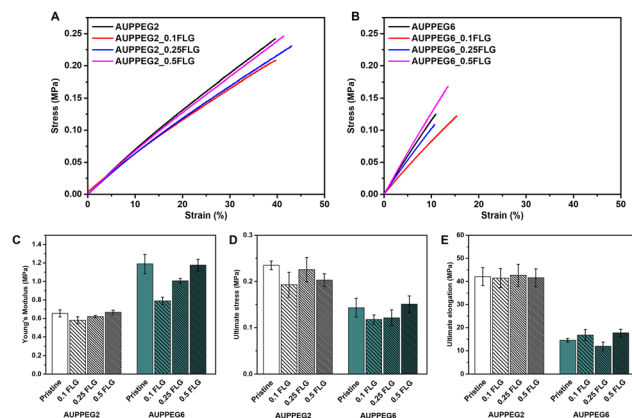 A
AUPPEG2
AUPPEG2_0.1FLG
AUPPEG2_0.25FLG
AUPPEG2_0.5FLG
Stress (MPa)
0.25
0.20
0.15
0.10
0.05
0.00
0 10 20 30 40 50
Strain (%)
B
AUPPEG6
AUPPEG6_0.1FLG
AUPPEG6_0.25FLG
AUPPEG6_0.5FLG
Stress (MPa)
0.25
0.20
0.15
0.10
0.05
0.00
0 10 20 30 40 50
Strain (%)
C
Young's Modulus (MPa)
1.4
1.2
1.0
0.8
0.6
0.4
0.2
0.0
Pristine 0.1 FLG 0.25 FLG 0.5 FLG Pristine 0.1 FLG 0.25 FLG 0.5 FLG
AUPPEG2 AUPPEG6
D
Ultimate stress (MPa)
0.3
0.2
0.1
0.0
Pristine 0.1 FLG 0.25 FLG 0.5 FLG Pristine 0.1 FLG 0.25 FLG 0.5 FLG
AUPPEG2 AUPPEG6
E
Ultimate elongation (MPa)
60
50
40
30
20
10
0
Pristine 0.1 FLG 0.25 FLG 0.5 FLG Pristine 0.1 FLG 0.25 FLG 0.5 FLG
AUPPEG2 AUPPEG6